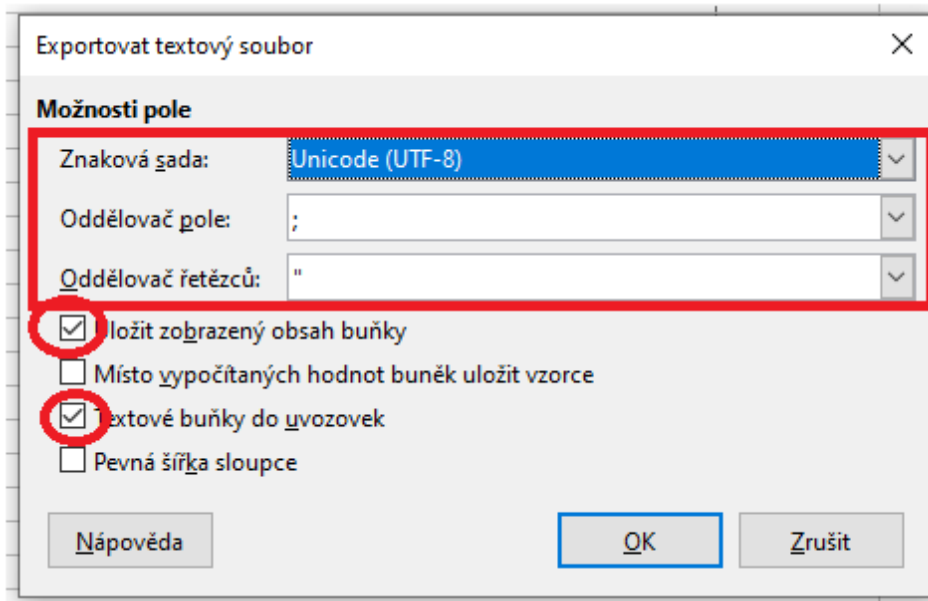 Exportovat textový soubor
Možnosti pole
Znaková sada: Unicode (UTF-8)
Oddělovač pole: ;
Oddělovač řetězců: "
Uložit zobrazený obsah buňky
Místo vypočítaných hodnot buněk uložit vzorce
Textové buňky do uvozovek
Pevná šířka sloupce
Nápověda OK Zrušit